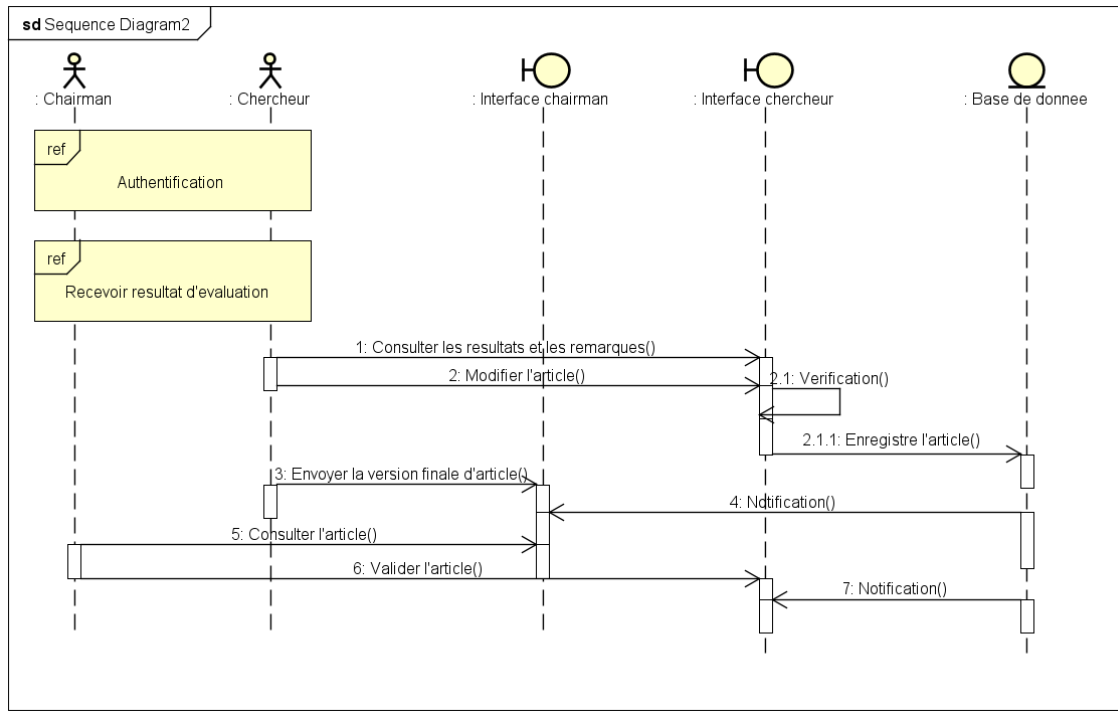 sd Sequence Diagram2
: Chairman
: Chercheur
: Interface chairman
: Interface chercheur
: Base de donnee
ref
Authentification
ref
Recevoir resultat d'evaluation
1: Consulter les resultats et les remarques()
2: Modifier l'article()
2.1: Verification()
2.1.1: Enregistre l'article()
3: Envoyer la version finale d'article()
4: Notification()
5: Consulter l'article()
6: Valider l'article()
7: Notification()